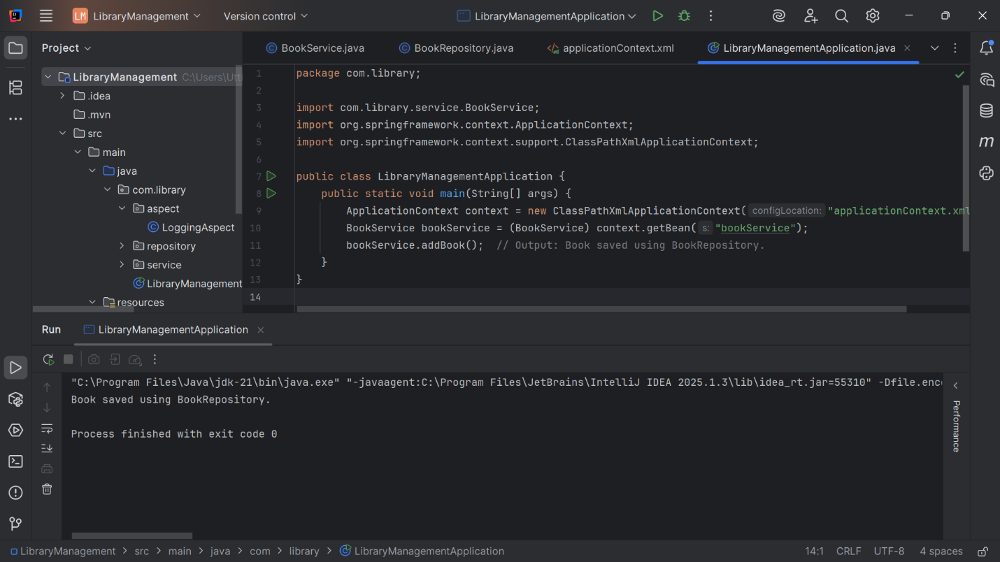 LM LibraryManagement Version control LibraryManagementApplication
Project
BookService.java BookRepository.java applicationContext.xml LibraryManagementApplication.java
LibraryManagement C:\Users\Utt
.idea
.mvn
src
main
java
com.library
aspect
LoggingAspect
repository
service
LibraryManagement
resources
1 package com.library;
2
3 import com.library.service.BookService;
4 import org.springframework.context.ApplicationContext;
5 import org.springframework.context.support.ClassPathXmlApplicationContext;
6
7 public class LibraryManagementApplication {
8 public static void main(String[] args) {
9 ApplicationContext context = new ClassPathXmlApplicationContext( configLocation: "applicationContext.xml
10 BookService bookService = (BookService) context.getBean( s: "bookService");
11 bookService.addBook(); // Output: Book saved using BookRepository.
12 }
13 }
14
Run LibraryManagementApplication
"C:\Program Files\Java\jdk-21\bin\java.exe" "-javaagent:C:\Program Files\JetBrains\IntelliJ IDEA 2025.1.3\lib\idea_rt.jar=55310" -Dfile.enc
Book saved using BookRepository.
Process finished with exit code 0
Performance
LibraryManagement > src > main > java > com > library > LibraryManagementApplication 14:1 CRLF UTF-8 4 spaces